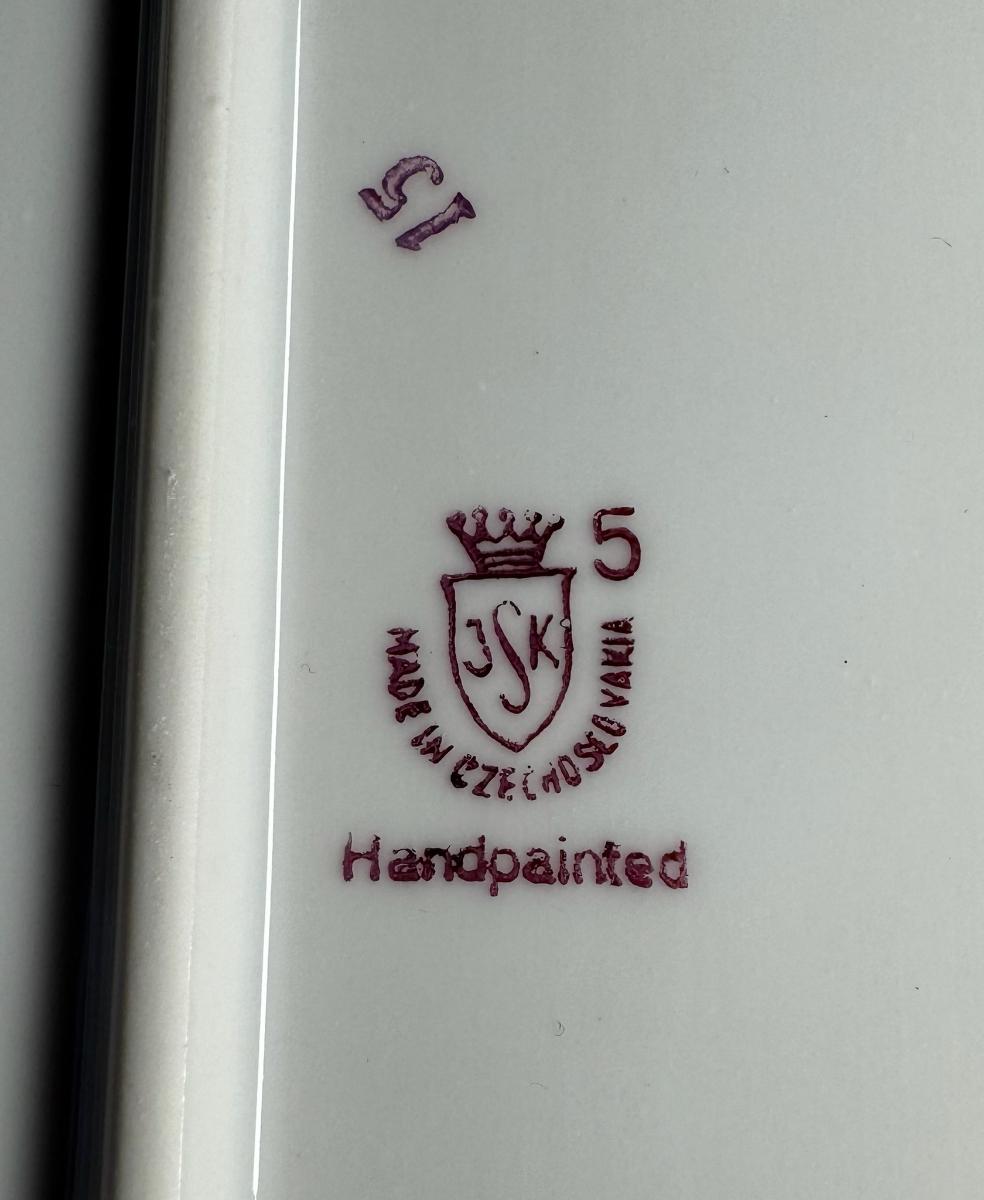 15
5
JSK
MADE IN CZECHOSLOVAKIA
Handpainted